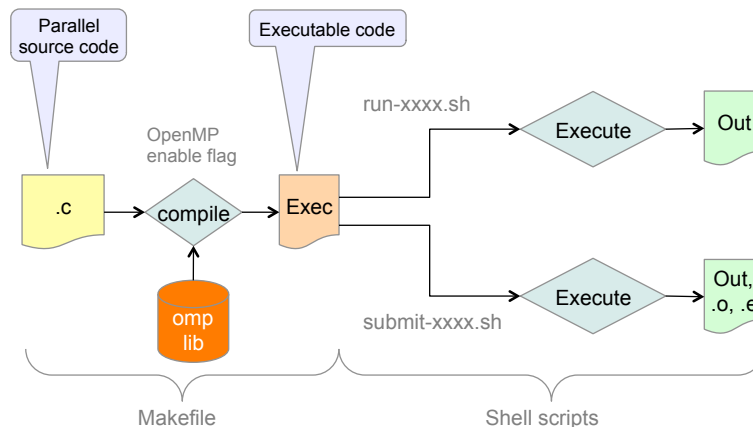 Parallel
source code
Executable code
run-xxxx.sh
OpenMP
enable flag
Execute
Out
.c
compile
Exec
omp
lib
submit-xxxx.sh
Execute
Out,
.o, .e
Makefile
Shell scripts